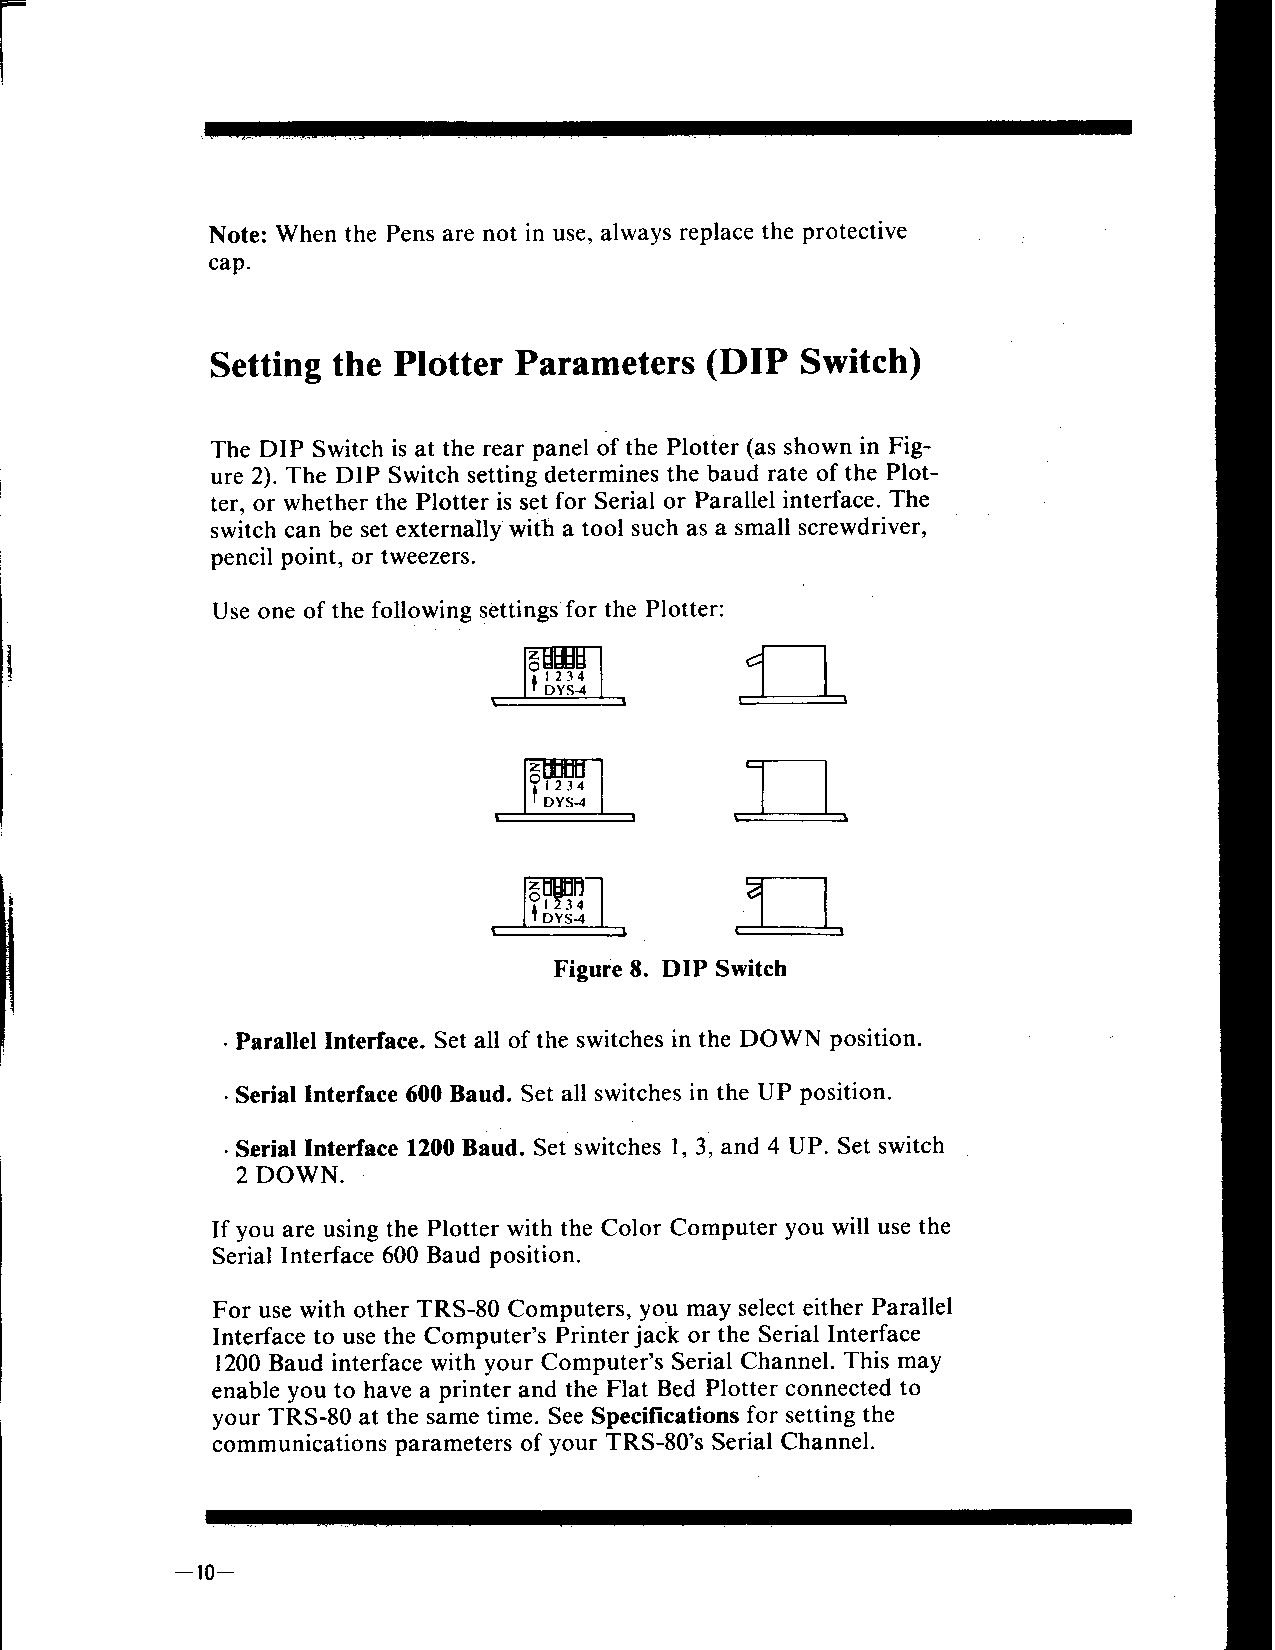 Note: When the Pens are not in use, always replace the protective
cap.
Setting the Plotter Parameters (DIP Switch)
The DIP Switch is at the rear panel of the Plotter (as shown in Fig-
ure 2). The DIP Switch setting determines the baud rate of the Plot-
ter, or whether the Plotter is set for Serial or Parallel interface. The
switch can be set externally with a tool such as a small screwdriver,
pencil point, or tweezers.
Use one of the following settings for the Plotter:
ON
1 2 3 4
DYS-4
ON
1 2 3 4
DYS-4
ON
1 2 3 4
DYS-4
Figure 8. DIP Switch
· Parallel Interface. Set all of the switches in the DOWN position.
· Serial Interface 600 Baud. Set all switches in the UP position.
· Serial Interface 1200 Baud. Set switches 1, 3, and 4 UP. Set switch
2 DOWN.
If you are using the Plotter with the Color Computer you will use the
Serial Interface 600 Baud position.
For use with other TRS-80 Computers, you may select either Parallel
Interface to use the Computer's Printer jack or the Serial Interface
1200 Baud interface with your Computer's Serial Channel. This may
enable you to have a printer and the Flat Bed Plotter connected to
your TRS-80 at the same time. See Specifications for setting the
communications parameters of your TRS-80's Serial Channel.
—10—